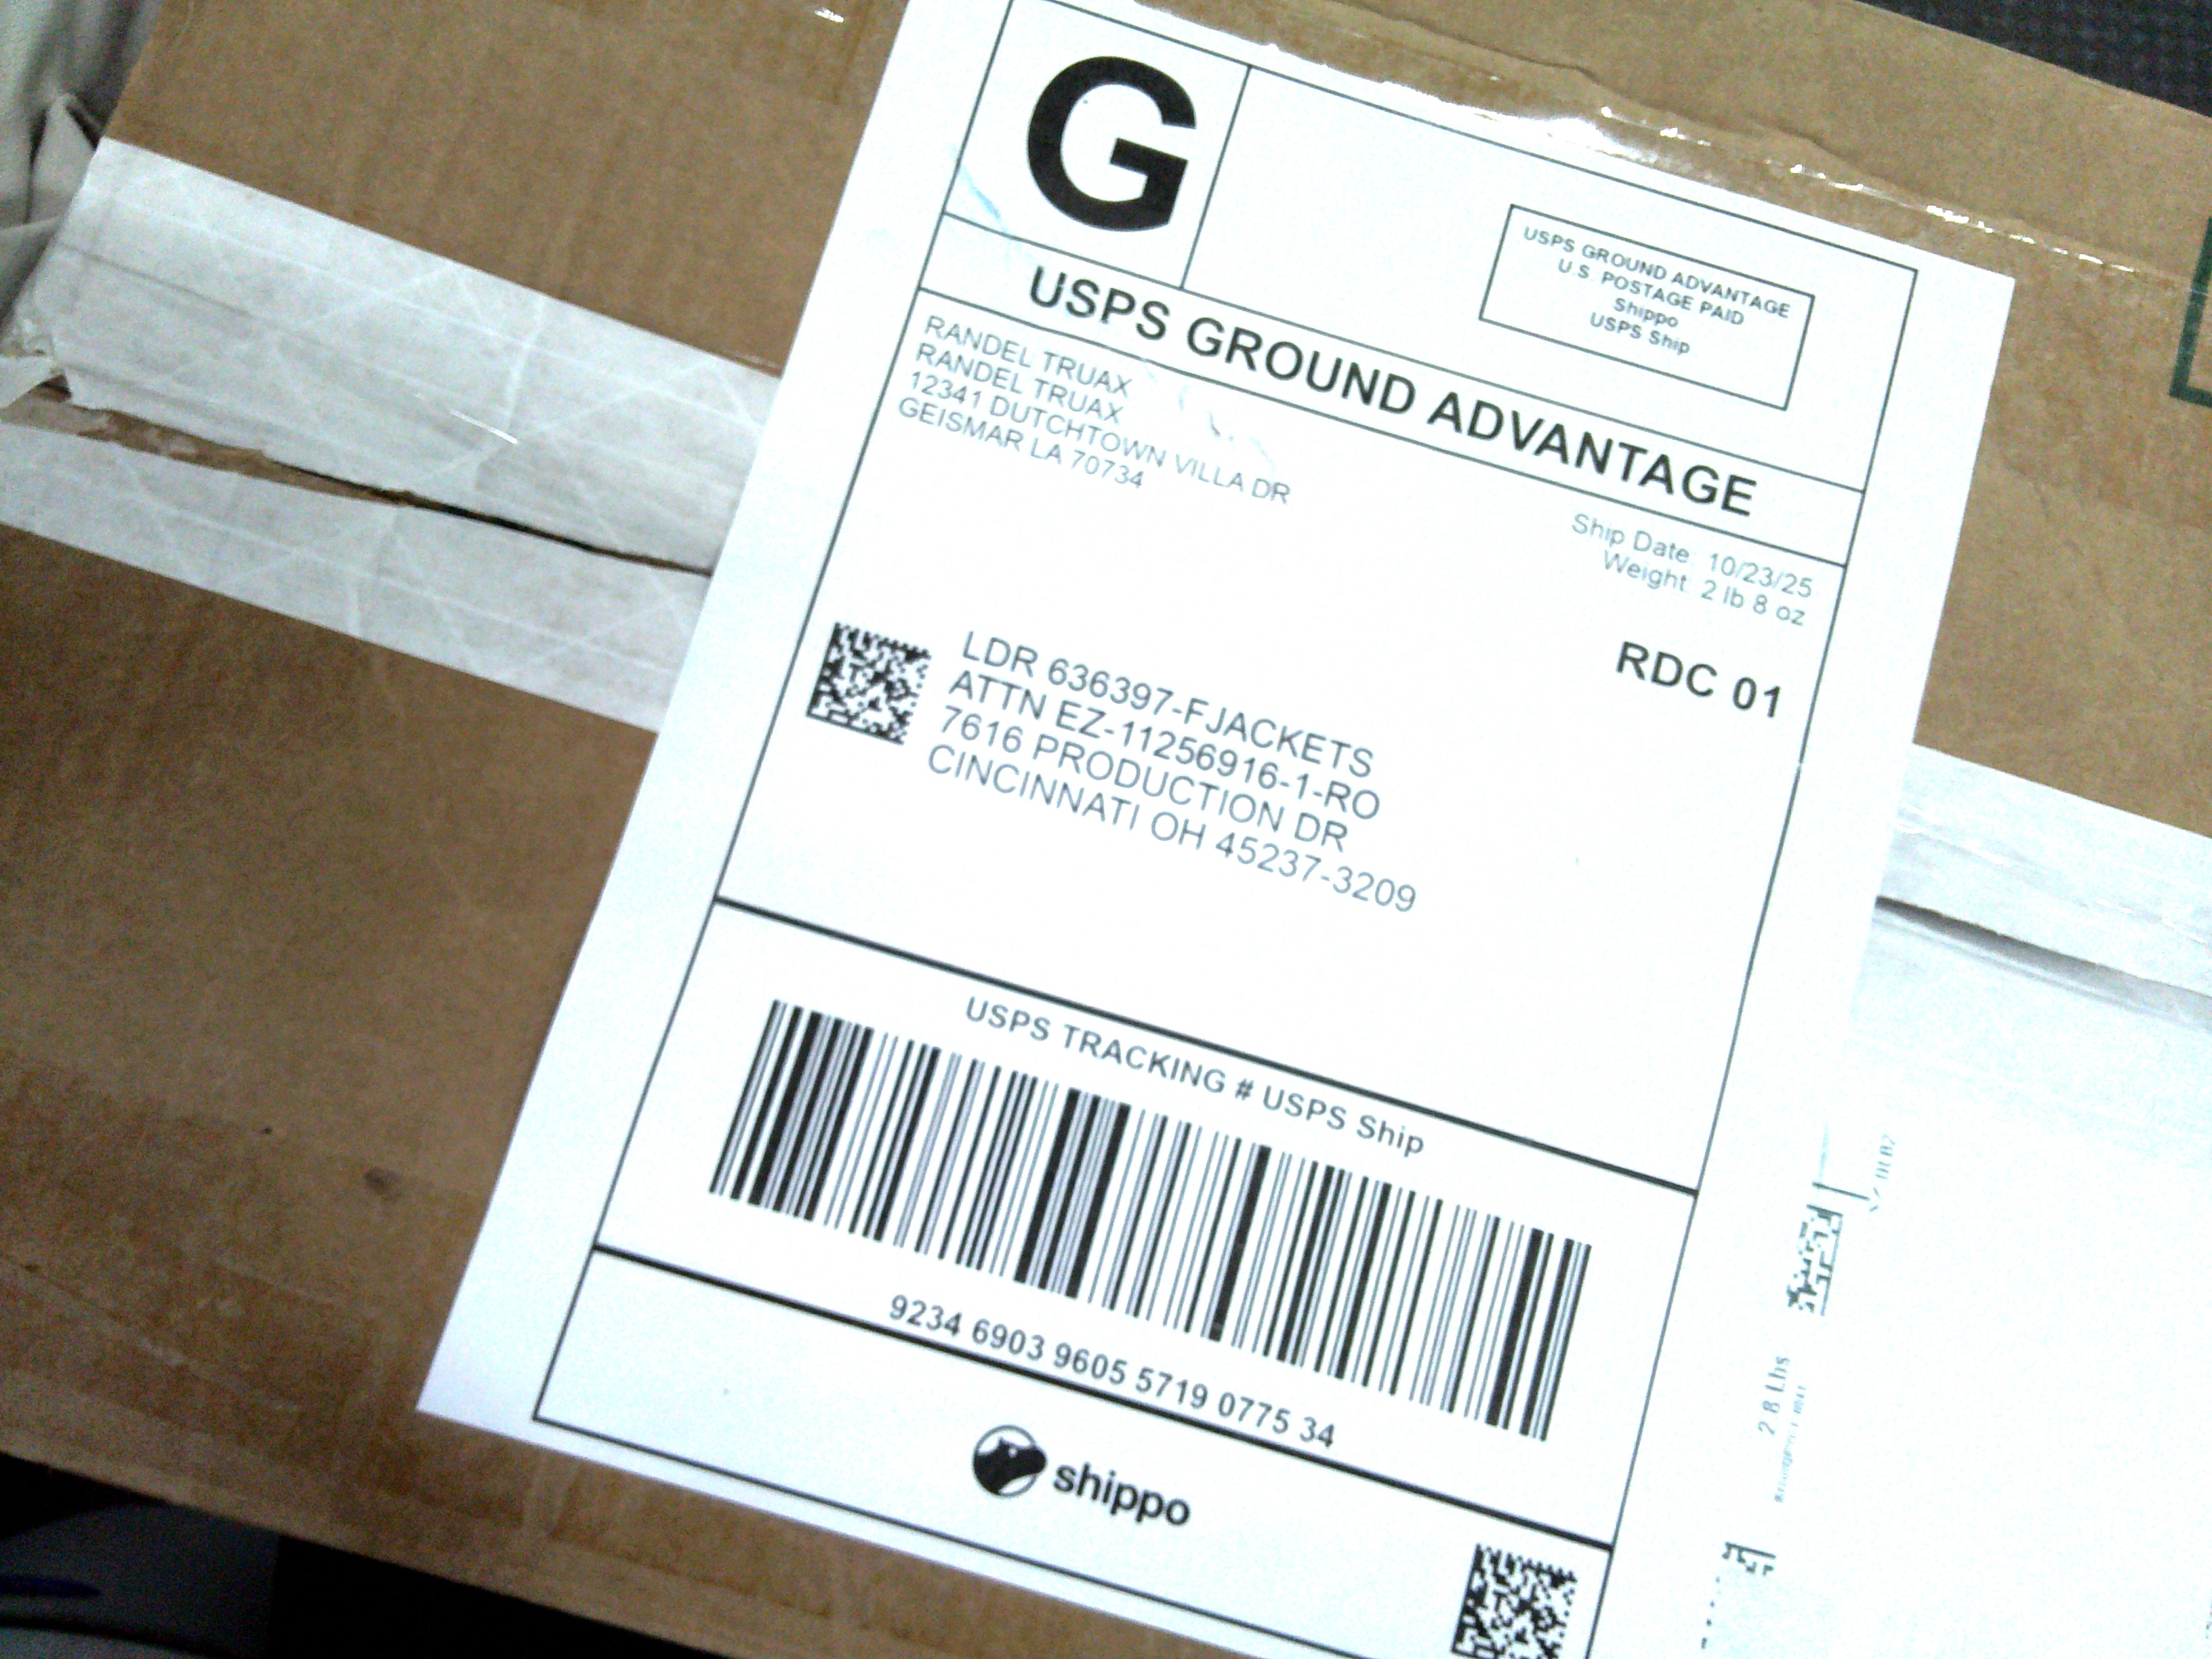 G
USPS GROUND ADVANTAGE
U.S. POSTAGE PAID
Shippo
USPS Ship
USPS GROUND ADVANTAGE
RANDEL TRUAX
RANDEL TRUAX
12341 DUTCHTOWN VILLA DR
GEISMAR LA 70734
Ship Date: 10/23/25
Weight: 2 lb 8 oz
RDC 01
LDR 636397-FJACKETS
ATTN EZ-11256916-1-RO
7616 PRODUCTION DR
CINCINNATI OH 45237-3209
USPS TRACKING # USPS Ship
9234 6903 9605 5719 0775 34
shippo
2.8 Lbs